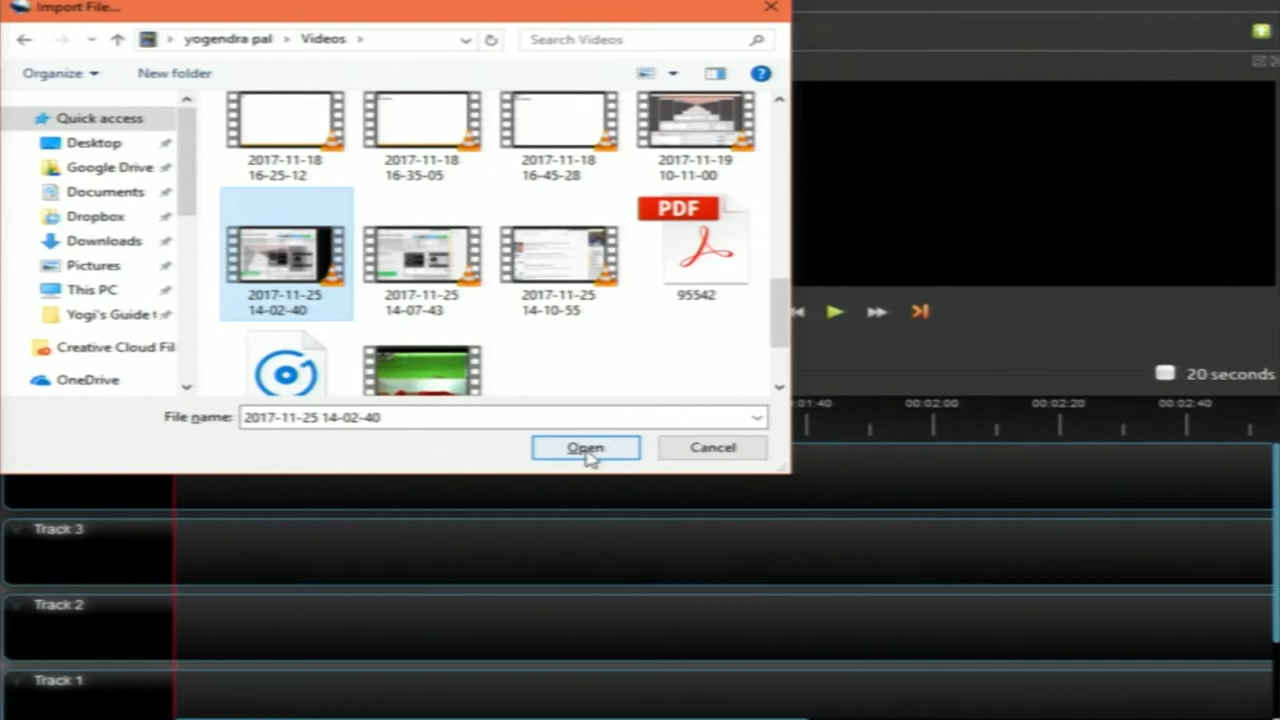 Import File...
yogendra pal > Videos >
Search Videos
Organize
New folder
?
Quick access
Desktop
Google Drive
Documents
Dropbox
Downloads
Pictures
This PC
Yogi's Guide
Creative Cloud Fil
OneDrive
2017-11-18
16-25-12
2017-11-18
16-35-05
2017-11-18
16-45-28
2017-11-19
10-11-00
2017-11-25
14-02-40
2017-11-25
14-07-43
2017-11-25
14-10-55
PDF
95542
File name: 2017-11-25 14-02-40
Open
Cancel
20 seconds
:01:40
00:02:00
00:02:20
00:02:40
Track 3
Track 2
Track 1